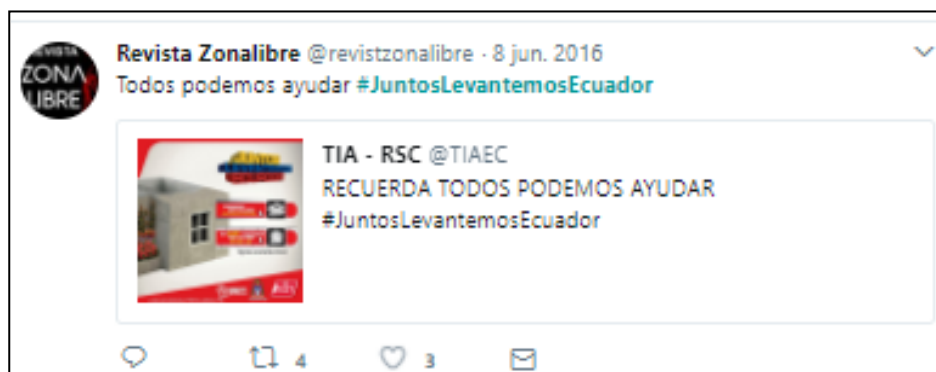 REVISTA
ZONA
LIBRE
Revista Zonalibre @revistzonalibre · 8 jun. 2016
Todos podemos ayudar #JuntosLevantemosEcuador
TIA - RSC @TIAEC
RECUERDA TODOS PODEMOS AYUDAR
#JuntosLevantemosEcuador
4
3